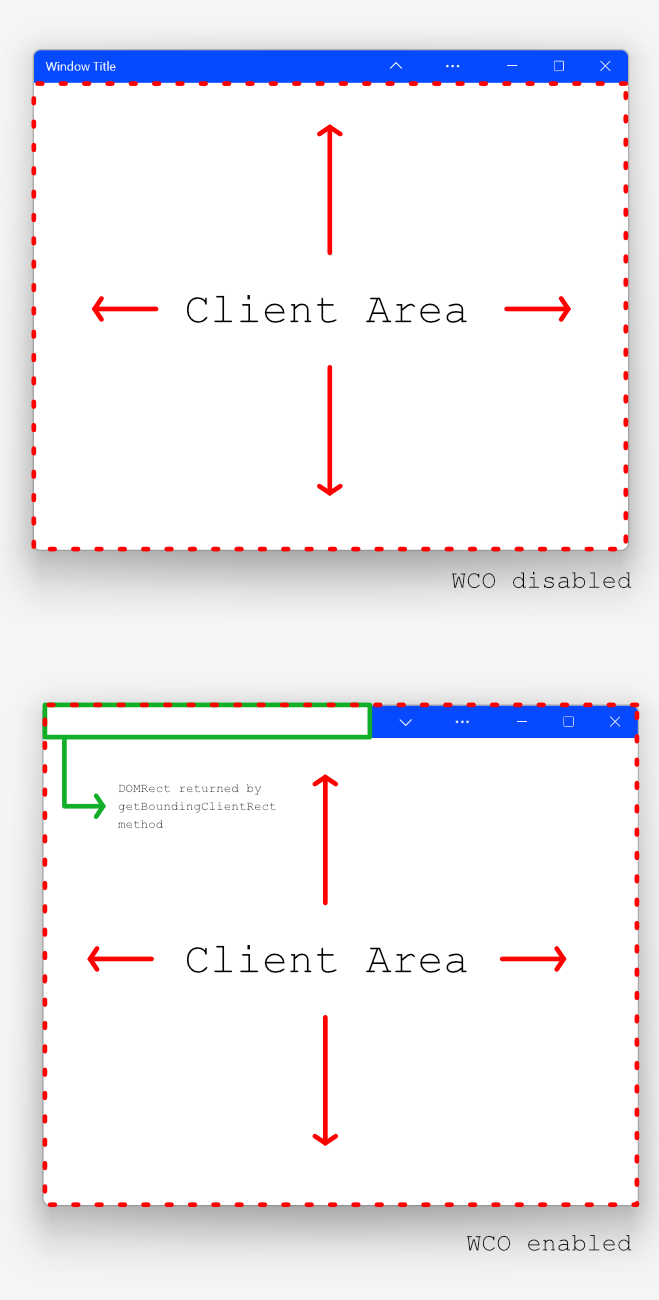 Window Title
Client Area
WCO disabled
DOMRect returned by
getBoundingClientRect
method
Client Area
WCO enabled